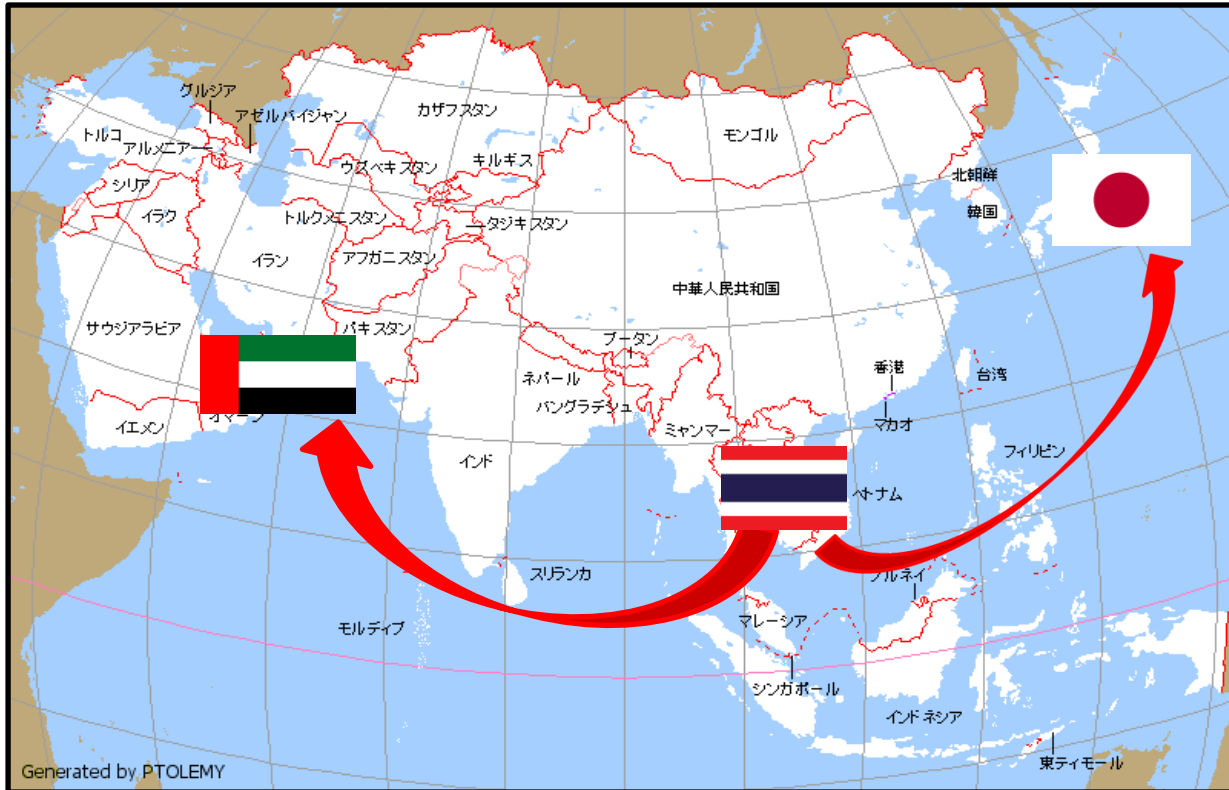 グルジア
アゼルバイジャン
カザフスタン
モンゴル
トルコ
アルメニア
ウズベキスタン
キルギス
北朝鮮
シリア
イラク
トルクメニスタン
タジキスタン
韓国
イラン
アフガニスタン
中華人民共和国
サウジアラビア
パキスタン
ブータン
ネパール
香港
台湾
バングラデシュ
イエメン
オマーン
ミャンマー
マカオ
インド
フィリピン
ベトナム
スリランカ
ブルネイ
モルディブ
マレーシア
シンガポール
インドネシア
東ティモール
Generated by PTOLEMY